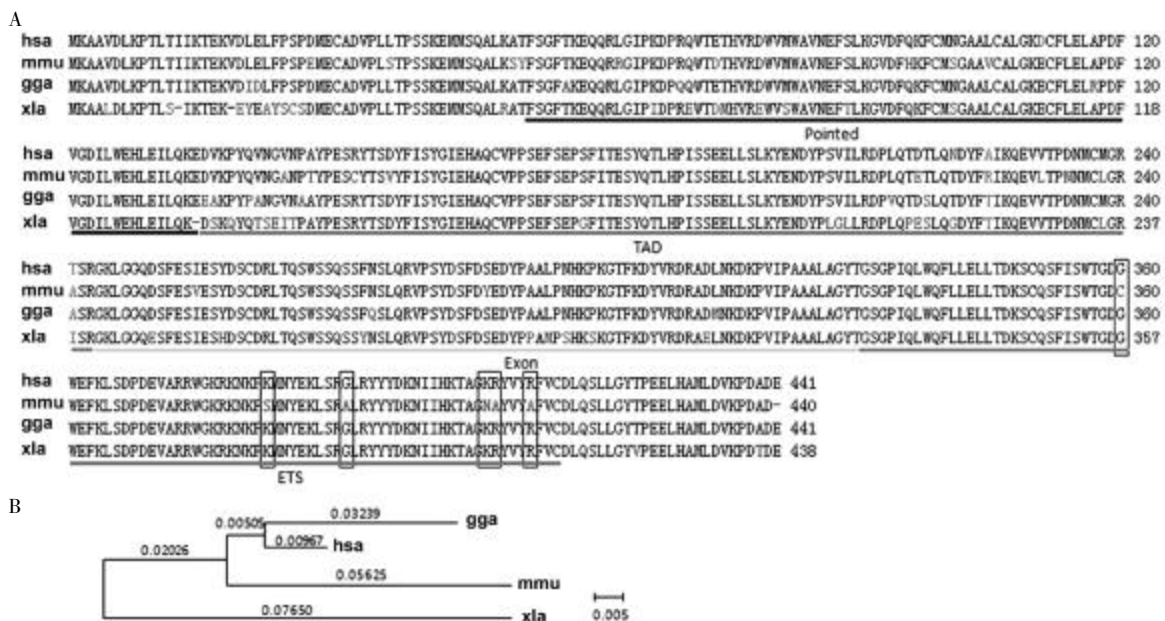 A
hsa MKAAVDLKPTLTIIKTEKVDLELFPSPDMECADVPLLTPSSKEMMSQALKATFSGFTKEQQRLGIPKDPRQWTETHVRDWVMWAVNEFSLKGVDFQKFCMNGAALCALGKDCFLELAPDF 120
mmu MKAAVDLKPTLTIIKTEKVDLELFPSPEMECADVPLLTPSSKEMMSQALKSYFSGFTKEQQRRGIPKDPRQWTDTHVRDWVMWAVNEFSLKGVDFHKFCMSGAAVCALGKECFLELAPDF 120
gga MKAAVDLKPTLTIIKTEKVDIDLFPSPDMECADVPLLTPSSKEMMSQALKATFSGFAKEQQRLGIPKDPQQWTETHVRDWVMWAVNEFSLKGVDFQKFCMNGAALCALGKECFLELRPDF 120
xla MKAALDLKPTLS-IKTEK-EYEAYSCSDMECADVPLLTPSSKEMMSQALRATFSGFTKEQQRLGIPIDPREWTDMHVREWVSWAVNEFTLKGVDFQKFCMSGAALCALGKECFLELAPDF 118
Pointed
hsa VGDILWEHLEILQKEDVKPYQVNGVNPAYPESRYTSDYFISYGIEHAQCVPPSEFSEPSFITESYQTLHPISSEELLSLKYENDYPSVILRDPLQTDTLQNDYFAIKQEVVTPDNMCMGR 240
mmu VGDILWEHLEILQKEDVKPYQVNGANPTYPESCYTSVYFISYGIEHAQCVPPSEFSEPSFITESYQTLHPISSEELLSLKYENDYPSVILRDPLQTETLQTDYFRIKQEVLTPNNMCLGR 240
gga VGDILWEHLEILQKEEAKPYPANGVNAAYPESRYTSDYFISYGIEHAQCVPPSEFSEPSFITESYQTLHPISSEELLSLKYENDYPSVILRDPVQTDSLQTDYFTIKQEVVTPDNMCMGR 240
xla VGDILWEHLEILQK-DSKQYQTSEITPAYPESRYTSDYFISYGIEHAQCVPPSEFSEPGFITESYQTLHPISSEELLSLKYENDYPLGLLRDPLQPESLQGDYFTIKQEVVTPDNMCLGR 237
TAD
hsa TSRGKLGGQDSFESIESYDSCDRLTQSWSSQSSFNSLQRVPSYDSFDSEDYPAALPNHKPKGTFKDYVRDRADLNKDKPVIPAAALAGYTGSGPIQLWQFLLELLTDKSCQSFISWTGDG 360
mmu ASRGKLGGQDSFESVESYDSCDRLTQSWSSQSSFNSLQRVPSYDSFDYEDYPAALPNHKPKGTFKDYVRDRADLNKDKPVIPAAALAGYTGSGPIQLWQFLLELLTDKSCQSFISWTGDC 360
gga ASRGKLGGQDSFESIESYDSCDRLTQSWSSQSSFQSLQRVPSYDSFDSEDYPAALPNHKPKGTFKDYVRDRADMNKDKPVIPAAALAGYTGSGPIQLWQFLLELLTDKSCQSFISWTGDG 360
xla ISRGKLGGQESFESIESHDSCDRLTQSWSSQSSFNSLQRVPSYDSFDSEDYPPAMPSHKSKGTFKDYVRDRAELNKDKPVIPAAALAGYTGSGPIQLWQFLLELLTDKSCQSFISWTGDG 357
Exon
hsa WEFKLSDPDEVARRWGKRKNKPKMNYEKLSRGLRYYYDKNIIHKTAGKRYVYRFVCDLQSLLGYTPEELHAMLDVKPDADE 441
mmu WEFKLSDPDEVARRWGKRKNKPSMNYEKLSRALRYYYDKNIIHKTAGNAYVYAFVCDLQSLLGYTPEELHAMLDVKPDAD- 440
gga WEFKLSDPDEVARRWGKRKNKPKMNYEKLSRGLRYYYDKNIIHKTAGKRYVYRFVCDLQSLLGYTPEELHAMLDVKPDADE 441
xla WEFKLSDPDEVARRWGKRKNKPKMNYEKLSRGLRYYYDKNIIHKTAGKRYVYRFVCDLQSLLGYVPEELHAMLDVKPDTDE 438
ETS
B
0.03239 gga
0.00505
0.00967 hsa
0.02026
0.05625 mmu
0.07650 xla
0.005